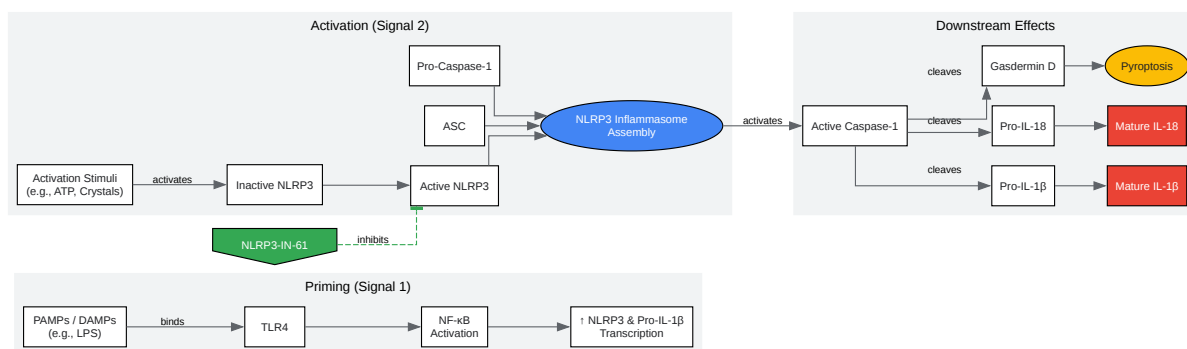 Activation (Signal 2)
Downstream Effects
Pro-Caspase-1
cleaves
Gasdermin D
Pyroptosis
ASC
NLRP3 Inflammasome
Assembly
activates
Active Caspase-1
cleaves
Pro-IL-18
Mature IL-18
Activation Stimuli
(e.g., ATP, Crystals)
activates
Inactive NLRP3
Active NLRP3
cleaves
Pro-IL-1β
Mature IL-1β
NLRP3-IN-61
inhibits
Priming (Signal 1)
PAMPs / DAMPs
(e.g., LPS)
binds
TLR4
NF-κB
Activation
↑ NLRP3 & Pro-IL-1β
Transcription